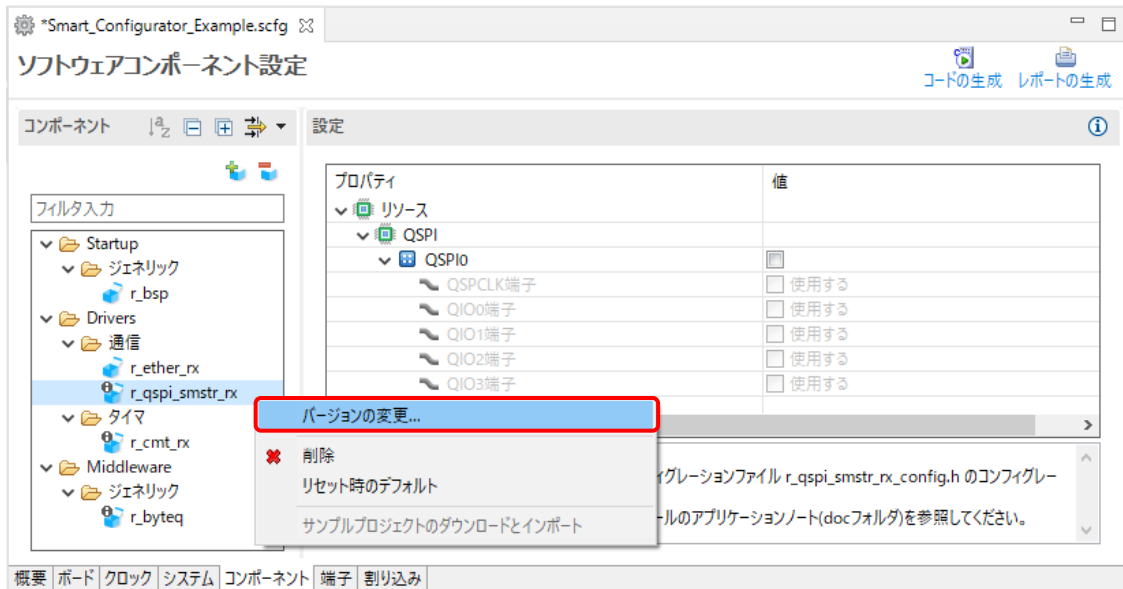 *Smart_Configurator_Example.scfg
ソフトウェアコンポーネント設定
コードの生成 レポートの生成
コンポーネント
設定
フィルタ入力
Startup
ジェネリック
r_bsp
Drivers
通信
r_ether_rx
r_qspi_smstr_rx
タイマ
r_cmt_rx
Middleware
ジェネリック
r_byteq
プロパティ 値
リソース
QSPI
QSPI0
QSPCLK端子 使用する
QIO0端子 使用する
QIO1端子 使用する
QIO2端子 使用する
QIO3端子 使用する
バージョンの変更...
削除
リセット時のデフォルト
サンプルプロジェクトのダウンロードとインポート
ィグレーションファイル r_qspi_smstr_rx_config.h のコンフィグレー
ールのアプリケーションノート(docフォルダ)を参照してください。
概要 ボード クロック システム コンポーネント 端子 割り込み